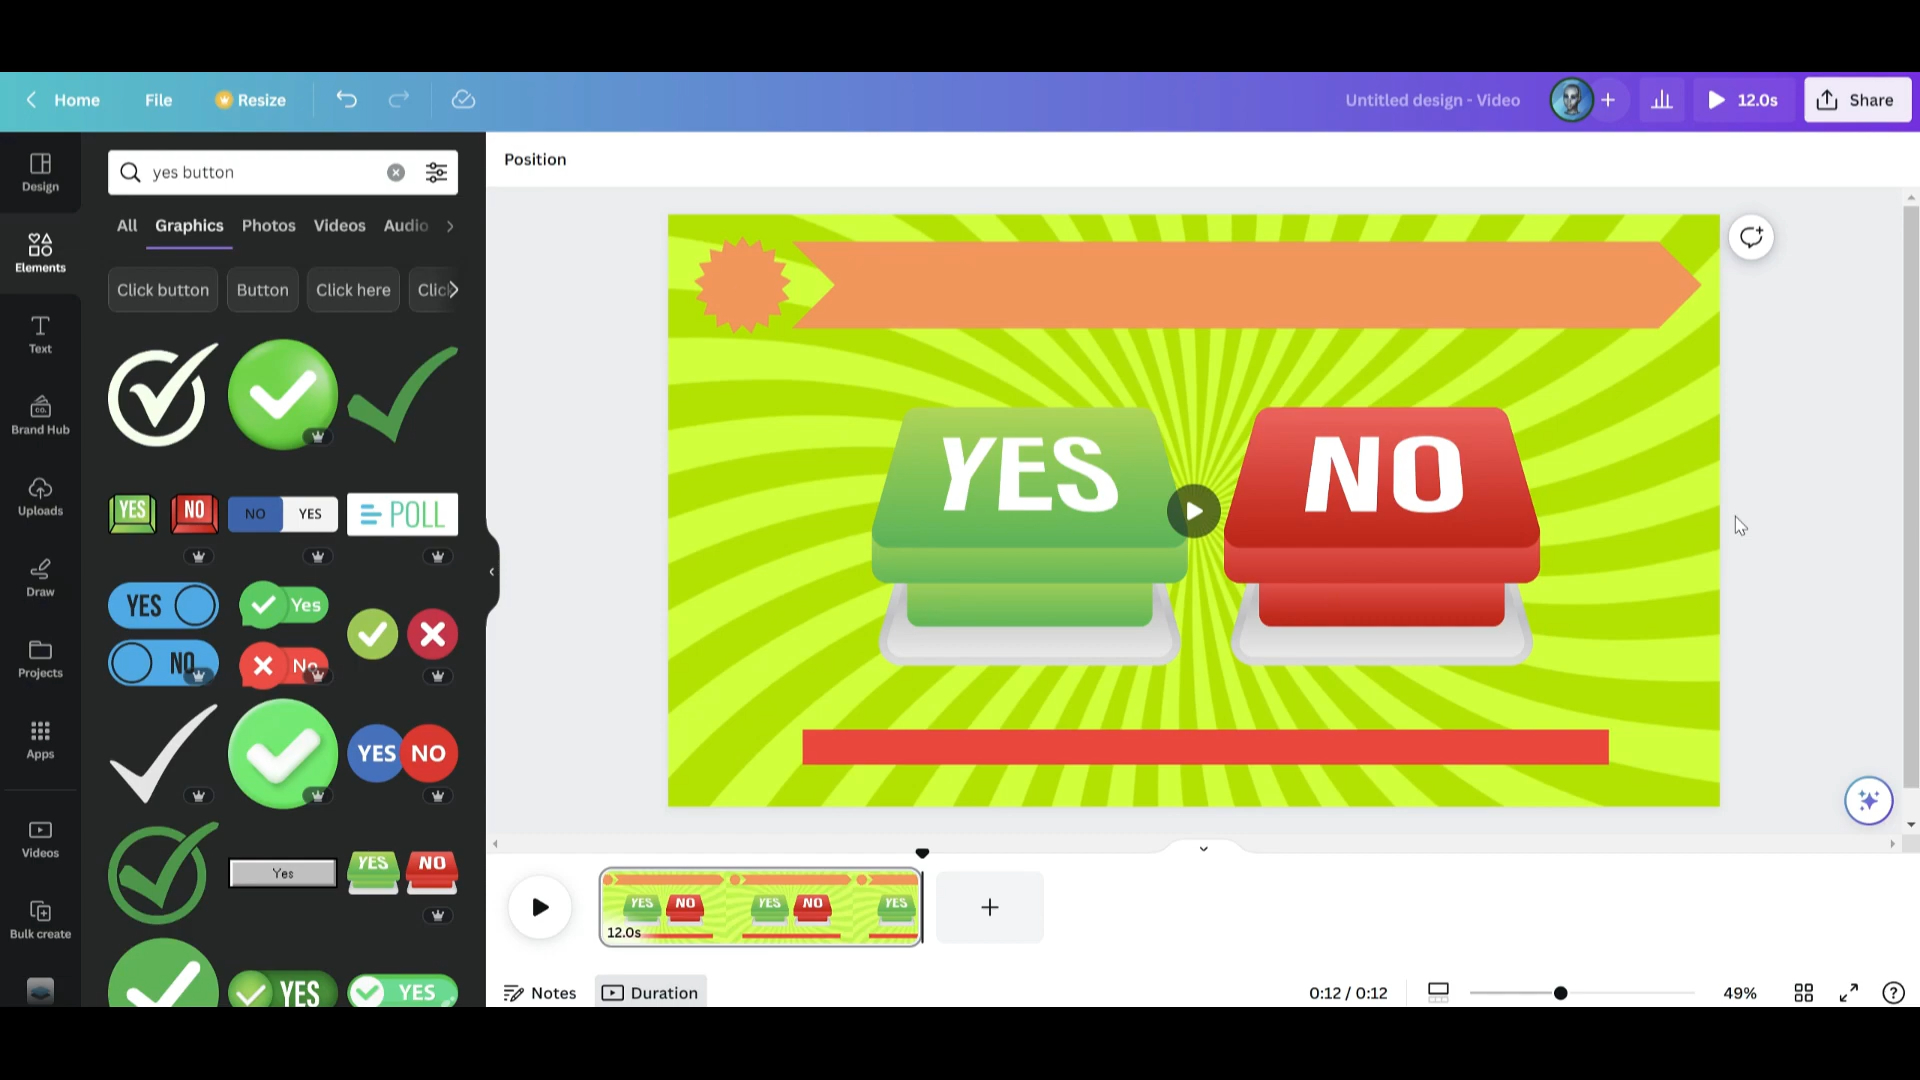 Home File Resize Untitled design - Video + 12.0s Share
Design
Elements
Text
Brand Hub
Uploads
Draw
Projects
Apps
Videos
Bulk create
yes button
All Graphics Photos Videos Audio
Click button Button Click here Click
YES NO NO YES POLL
YES Yes
NO No
YES NO
Yes YES NO
YES YES
Position
YES NO
YES NO YES NO YES
12.0s
+
Notes Duration 0:12 / 0:12 49% ?